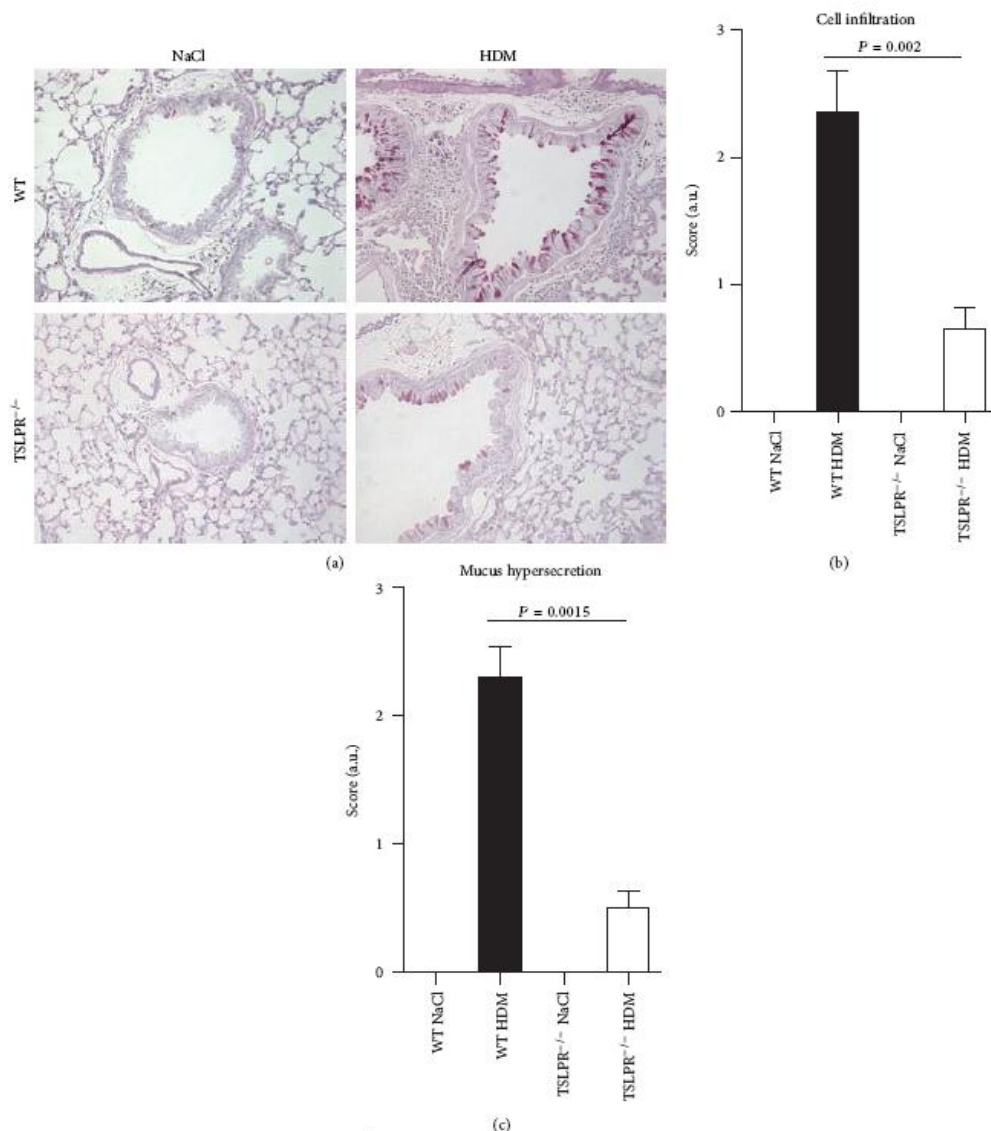 NaCl
HDM
WT
TSLPR−/−
(a)
Cell infiltration
P = 0.002
3
2
1
0
Score (a.u.)
WT NaCl
WT HDM
TSLPR−/− NaCl
TSLPR−/− HDM
(b)
Mucus hypersecretion
P = 0.0015
3
2
1
0
Score (a.u.)
WT NaCl
WT HDM
TSLPR−/− NaCl
TSLPR−/− HDM
(c)